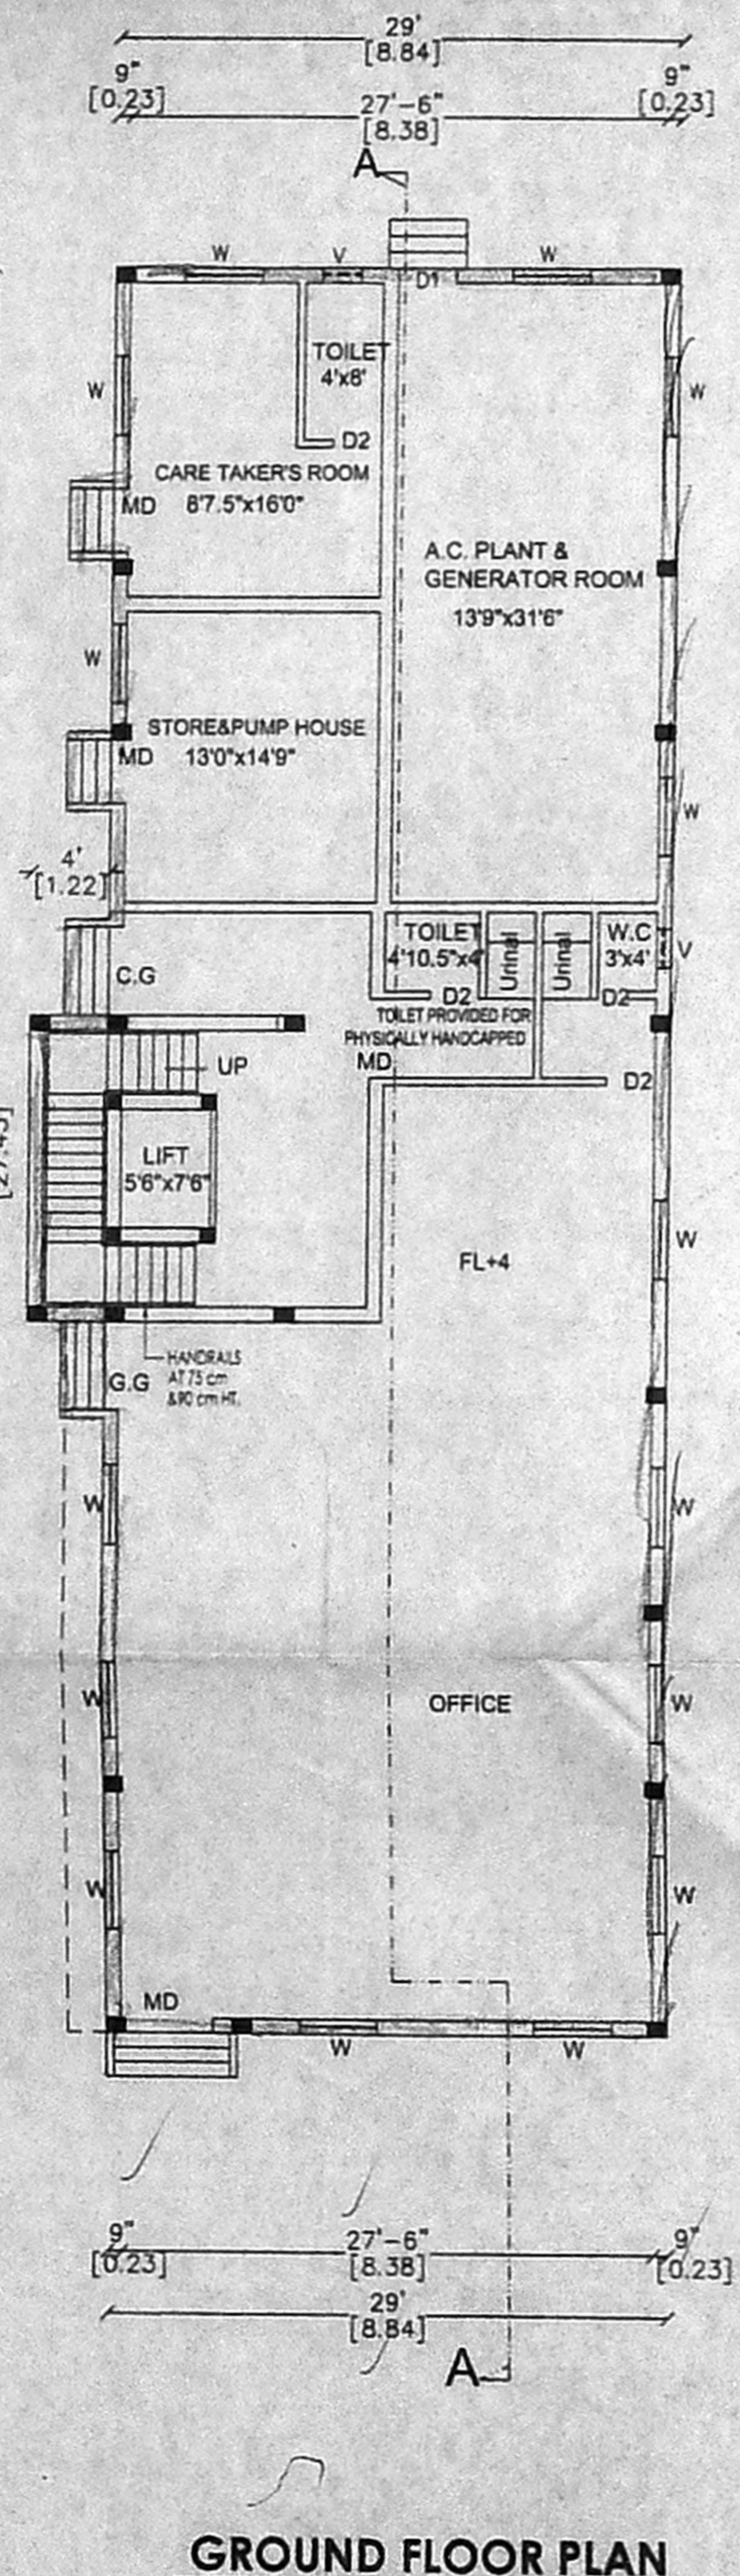 29'
[8.84]
9" 9"
[0.23] [0.23]
27'-6"
[8.38]
A
W V W
D1
TOILET
4'x8'
W W
D2
CARE TAKER'S ROOM
MD 8'7.5"x16'0"
A.C. PLANT &
GENERATOR ROOM
13'9"x31'6"
W
STORE&PUMP HOUSE
MD 13'0"x14'9"
W
4'
[1.22]
TOILET
4'10.5"x4'
Urinal
Urinal
W.C
3'x4'
V
C.G
D2 D2
TOILET PROVIDED FOR
PHYSICALLY HANDCAPPED
MD
UP
D2
LIFT
5'6"x7'6"
W
FL+4
HANDRAILS
AT 75 cm
&90 cm HT.
G.G
W W
W W
OFFICE
W W
MD
W W
9" 27'-6" 9"
[0.23] [8.38] [0.23]
29'
[8.84]
A
GROUND FLOOR PLAN